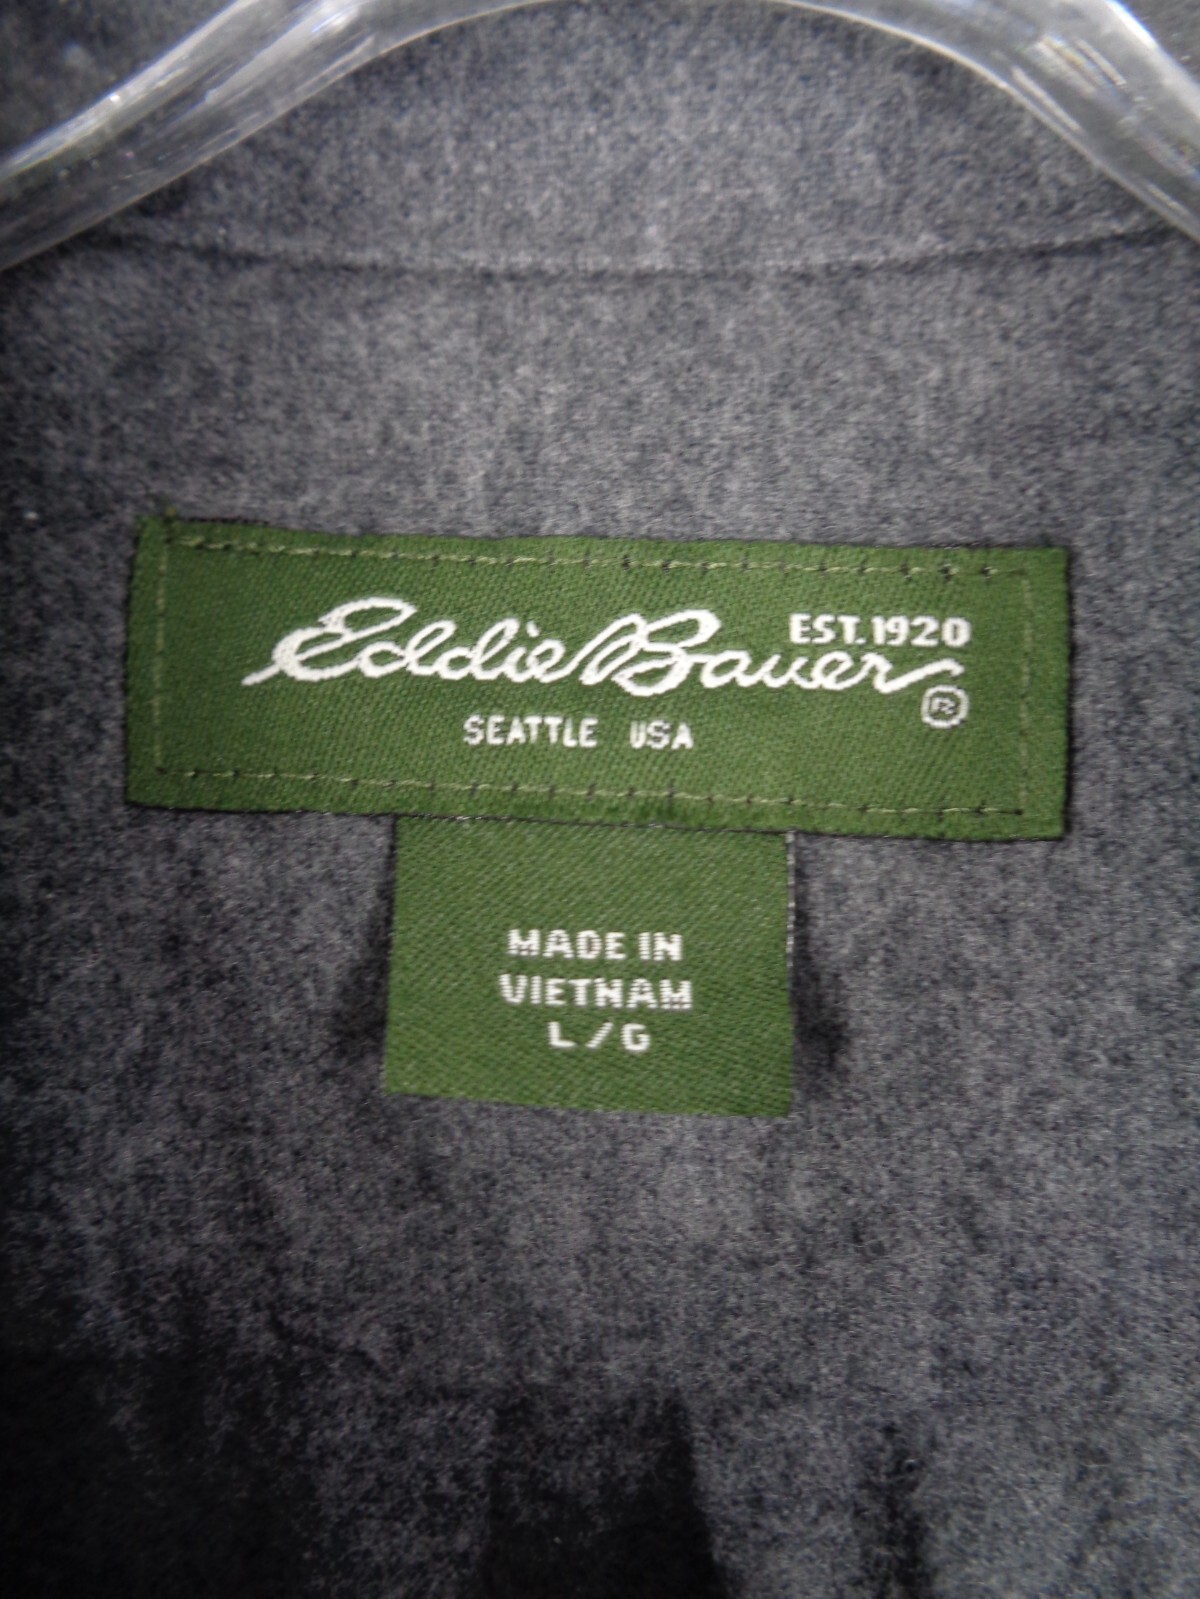 Eddie Bauer EST. 1920
®
SEATTLE USA
MADE IN
VIETNAM
L/G